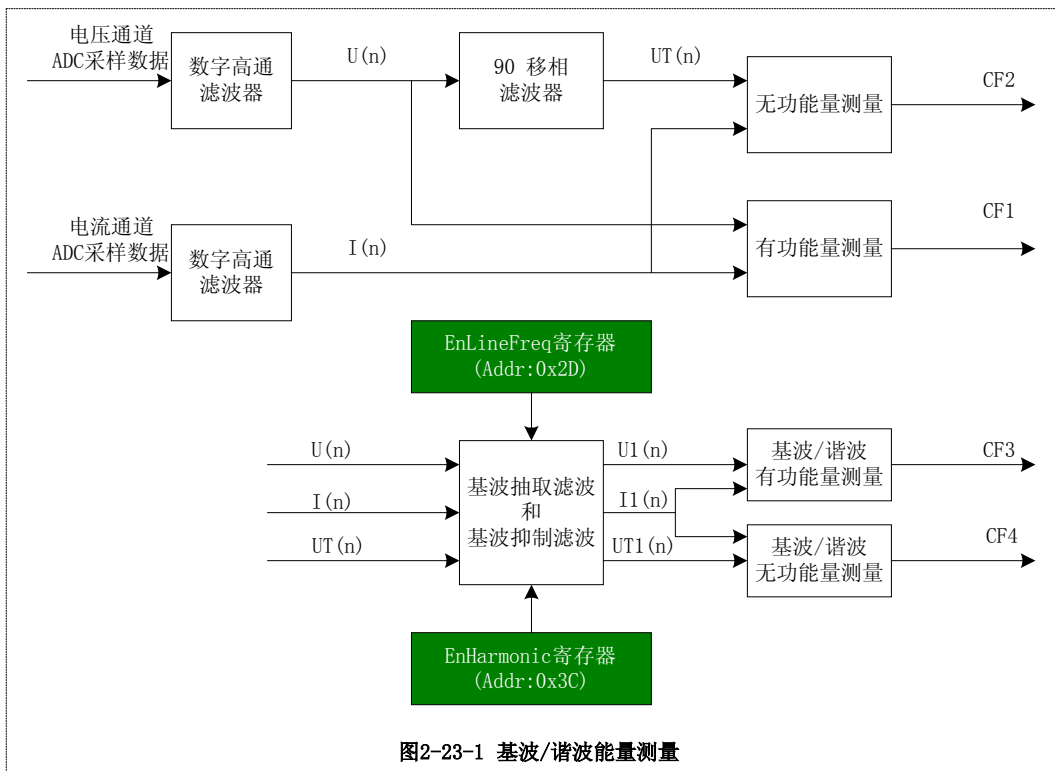 电压通道
ADC采样数据
数字高通
滤波器
U(n)
90 移相
滤波器
UT(n)
无功能量测量
CF2
电流通道
ADC采样数据
数字高通
滤波器
I(n)
有功能量测量
CF1
EnLineFreq寄存器
(Addr:0x2D)
U(n)
I(n)
UT(n)
基波抽取滤波
和
基波抑制滤波
U1(n)
I1(n)
UT1(n)
基波/谐波
有功能量测量
CF3
基波/谐波
无功能量测量
CF4
EnHarmonic寄存器
(Addr:0x3C)
图2-23-1 基波/谐波能量测量